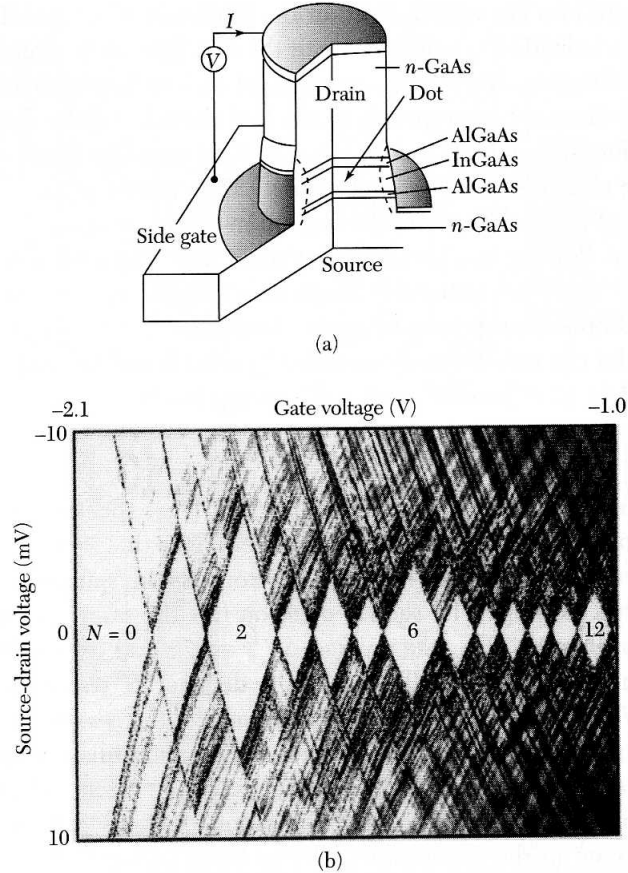 I
V
n-GaAs
Drain
Dot
AlGaAs
InGaAs
AlGaAs
n-GaAs
Side gate
Source
(a)
−2.1 Gate voltage (V) −1.0
−10
Source-drain voltage (mV)
0
N = 0 2 6 12
10
(b)